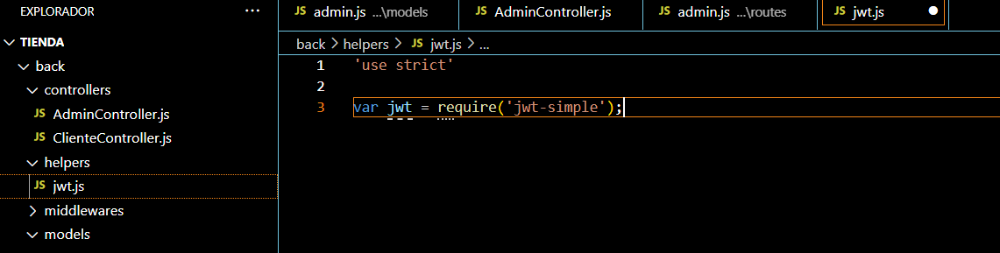 EXPLORADOR ...
TIENDA
back
controllers
JS AdminController.js
JS ClienteController.js
helpers
JS jwt.js
middlewares
models
JS admin.js ...\models
JS AdminController.js
JS admin.js ...\routes
JS jwt.js
back > helpers > JS jwt.js > ...
1 'use strict'
2
3 var jwt = require('jwt-simple');